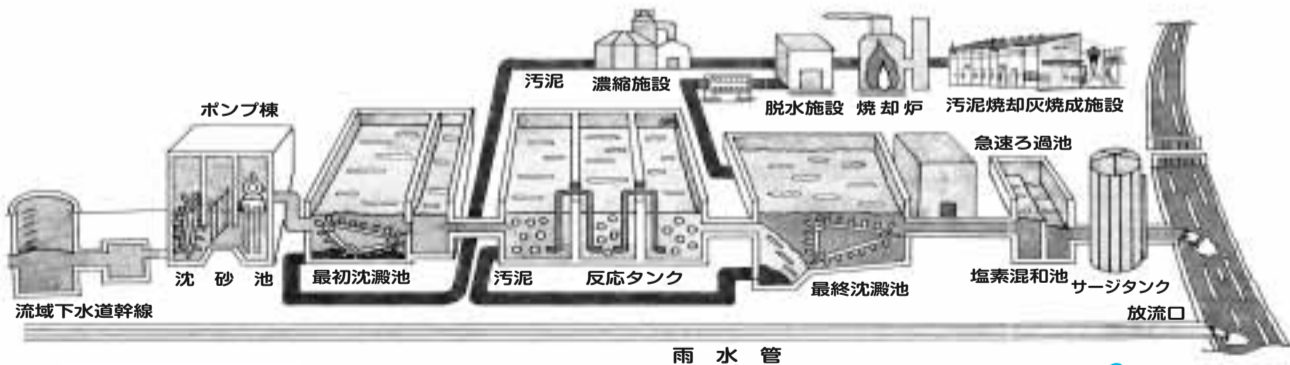 汚泥
濃縮施設
脱水施設
焼却炉
汚泥焼却灰焼成施設
ポンプ棟
急速ろ過池
沈砂池
最初沈澱池
汚泥
反応タンク
最終沈澱池
塩素混和池
サージタンク
流域下水道幹線
放流口
雨水管